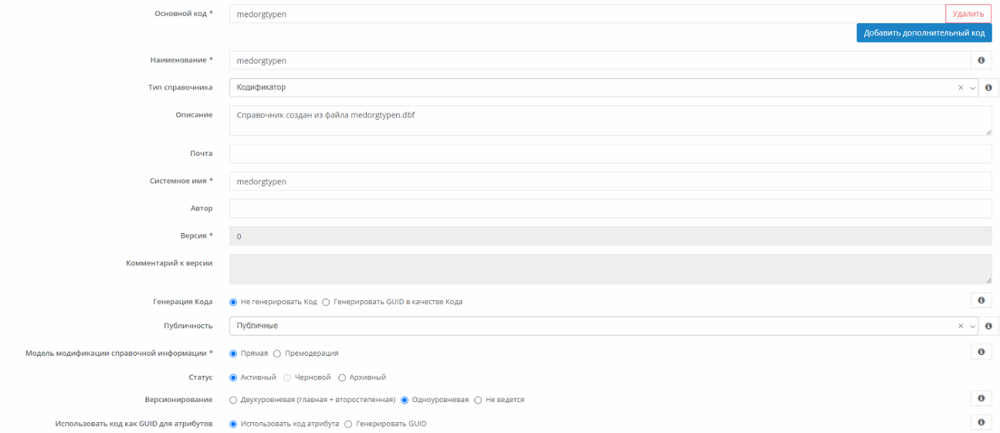 Основной код * medorgtypen Удалить
Добавить дополнительный код
Наименование * medorgtypen
Тип справочника Кодификатор
Описание Справочник создан из файла medorgtypen.dbf
Почта
Системное имя * medorgtypen
Автор
Версия * 0
Комментарий к версии
Генерация Кода Не генерировать Код Генерировать GUID в качестве Кода
Публичность Публичные
Модель модификации справочной информации * Прямая Премодерация
Статус Активный Черновой Архивный
Версионирование Двухуровневая (главная + второстепенная) Одноуровневая Не ведется
Использовать код как GUID для атрибутов Использовать код атрибута Генерировать GUID